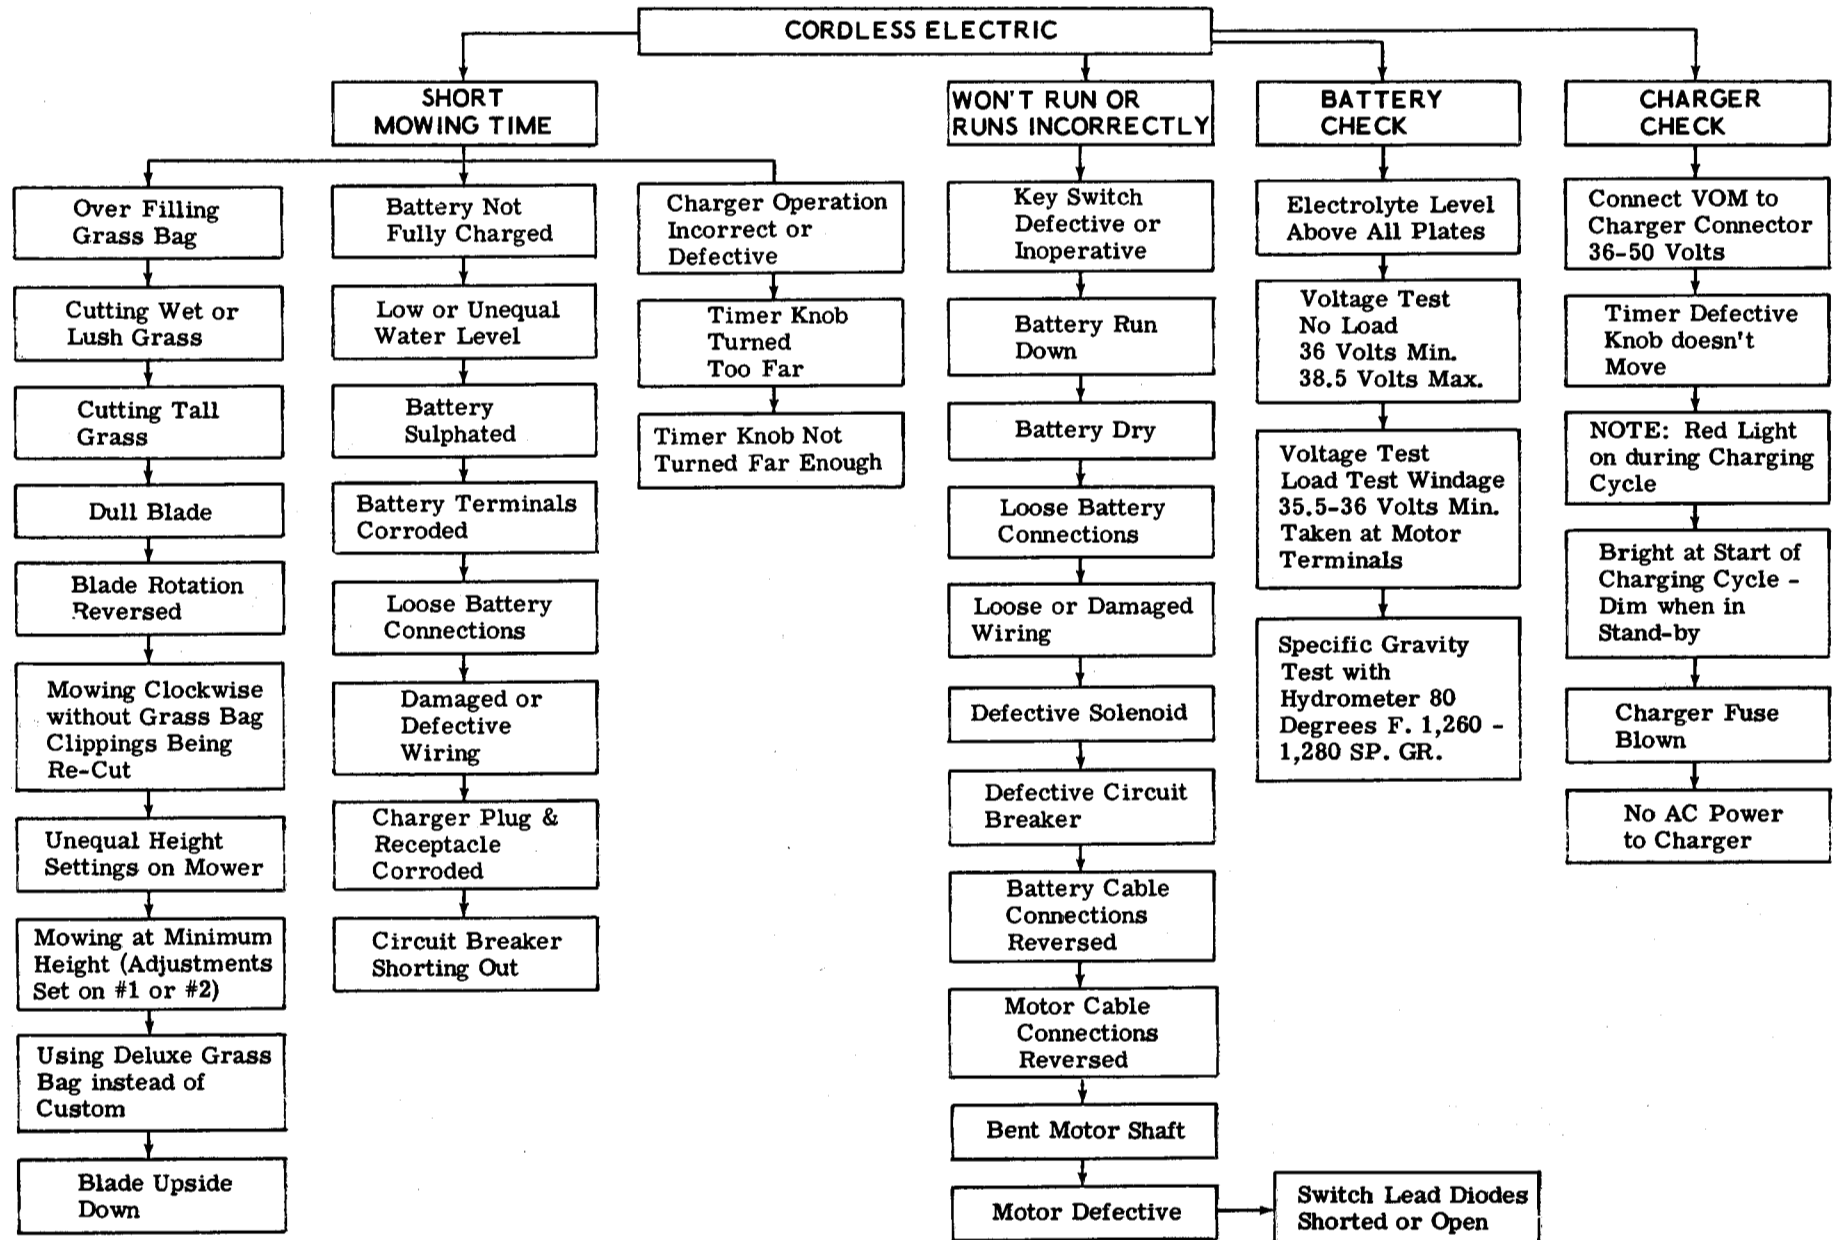 CORDLESS ELECTRIC
SHORT
MOWING TIME
Over Filling
Grass Bag
Cutting Wet or
Lush Grass
Cutting Tall
Grass
Dull Blade
Blade Rotation
Reversed
Mowing Clockwise
without Grass Bag
Clippings Being
Re-Cut
Unequal Height
Settings on Mower
Mowing at Minimum
Height (Adjustments
Set on #1 or #2)
Using Deluxe Grass
Bag instead of
Custom
Blade Upside
Down
Battery Not
Fully Charged
Low or Unequal
Water Level
Battery
Sulphated
Battery Terminals
Corroded
Loose Battery
Connections
Damaged or
Defective
Wiring
Charger Plug &
Receptacle
Corroded
Circuit Breaker
Shorting Out
Charger Operation
Incorrect or
Defective
Timer Knob
Turned
Too Far
Timer Knob Not
Turned Far Enough
WON'T RUN OR
RUNS INCORRECTLY
Key Switch
Defective or
Inoperative
Battery Run
Down
Battery Dry
Loose Battery
Connections
Loose or Damaged
Wiring
Defective Solenoid
Defective Circuit
Breaker
Battery Cable
Connections
Reversed
Motor Cable
Connections
Reversed
Bent Motor Shaft
Motor Defective
Switch Lead Diodes
Shorted or Open
BATTERY
CHECK
Electrolyte Level
Above All Plates
Voltage Test
No Load
36 Volts Min.
38.5 Volts Max.
Voltage Test
Load Test Windage
35.5-36 Volts Min.
Taken at Motor
Terminals
Specific Gravity
Test with
Hydrometer 80
Degrees F. 1,260 -
1,280 SP. GR.
CHARGER
CHECK
Connect VOM to
Charger Connector
36-50 Volts
Timer Defective
Knob doesn't
Move
NOTE: Red Light
on during Charging
Cycle
Bright at Start of
Charging Cycle -
Dim when in
Stand-by
Charger Fuse
Blown
No AC Power
to Charger